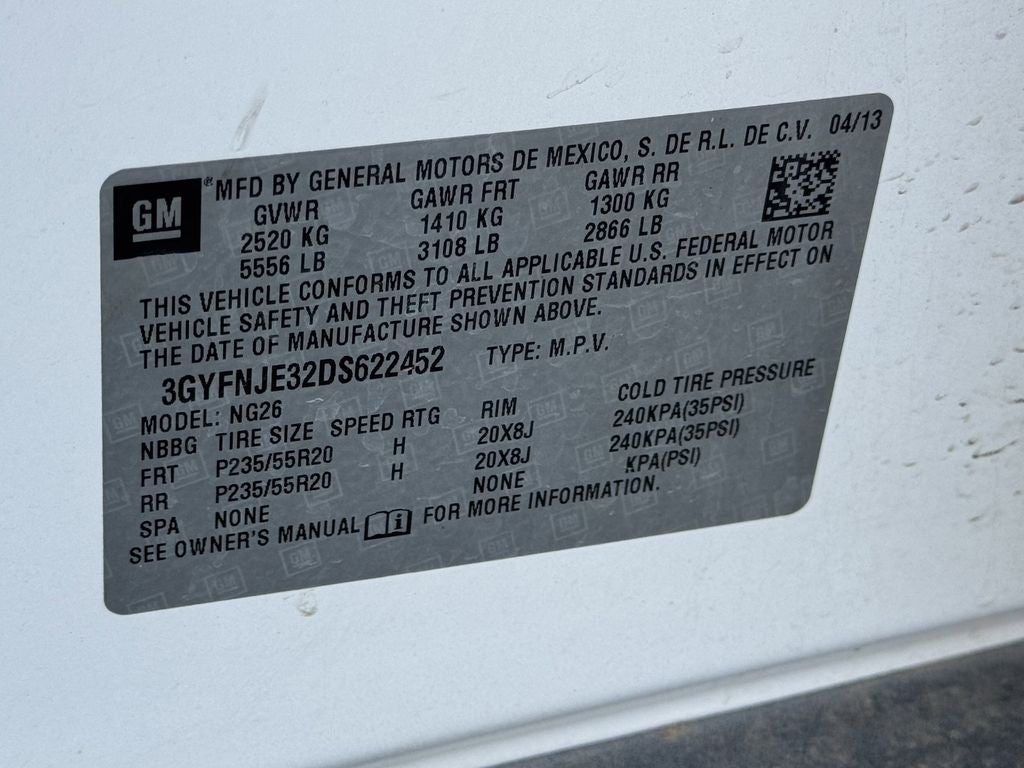 GM ® MFD BY GENERAL MOTORS DE MEXICO, S. DE R.L. DE C.V. 04/13
GVWR GAWR FRT GAWR RR
2520 KG 1410 KG 1300 KG
5556 LB 3108 LB 2866 LB
THIS VEHICLE CONFORMS TO ALL APPLICABLE U.S. FEDERAL MOTOR
VEHICLE SAFETY AND THEFT PREVENTION STANDARDS IN EFFECT ON
THE DATE OF MANUFACTURE SHOWN ABOVE.
3GYFNJE32DS622452 TYPE: M.P.V.
MODEL: NG26
NBBG TIRE SIZE SPEED RTG RIM COLD TIRE PRESSURE
FRT P235/55R20 H 20X8J 240KPA(35PSI)
RR P235/55R20 H 20X8J 240KPA(35PSI)
SPA NONE NONE KPA(PSI)
SEE OWNER'S MANUAL FOR MORE INFORMATION.